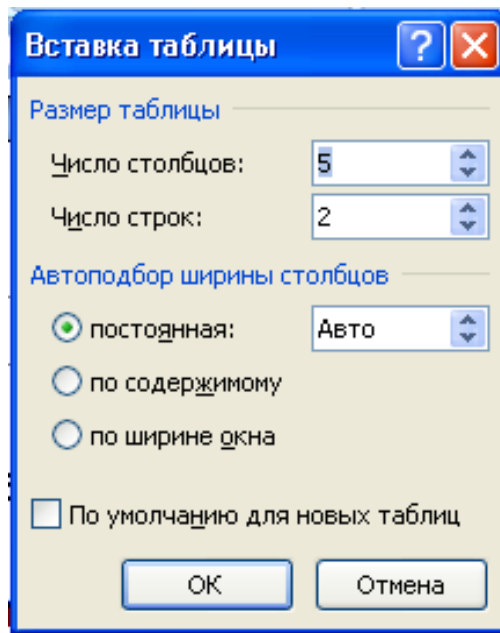 Вставка таблицы
Размер таблицы
Число столбцов: 5
Число строк: 2
Автоподбор ширины столбцов
постоянная: Авто
по содержимому
по ширине окна
По умолчанию для новых таблиц
ОК Отмена